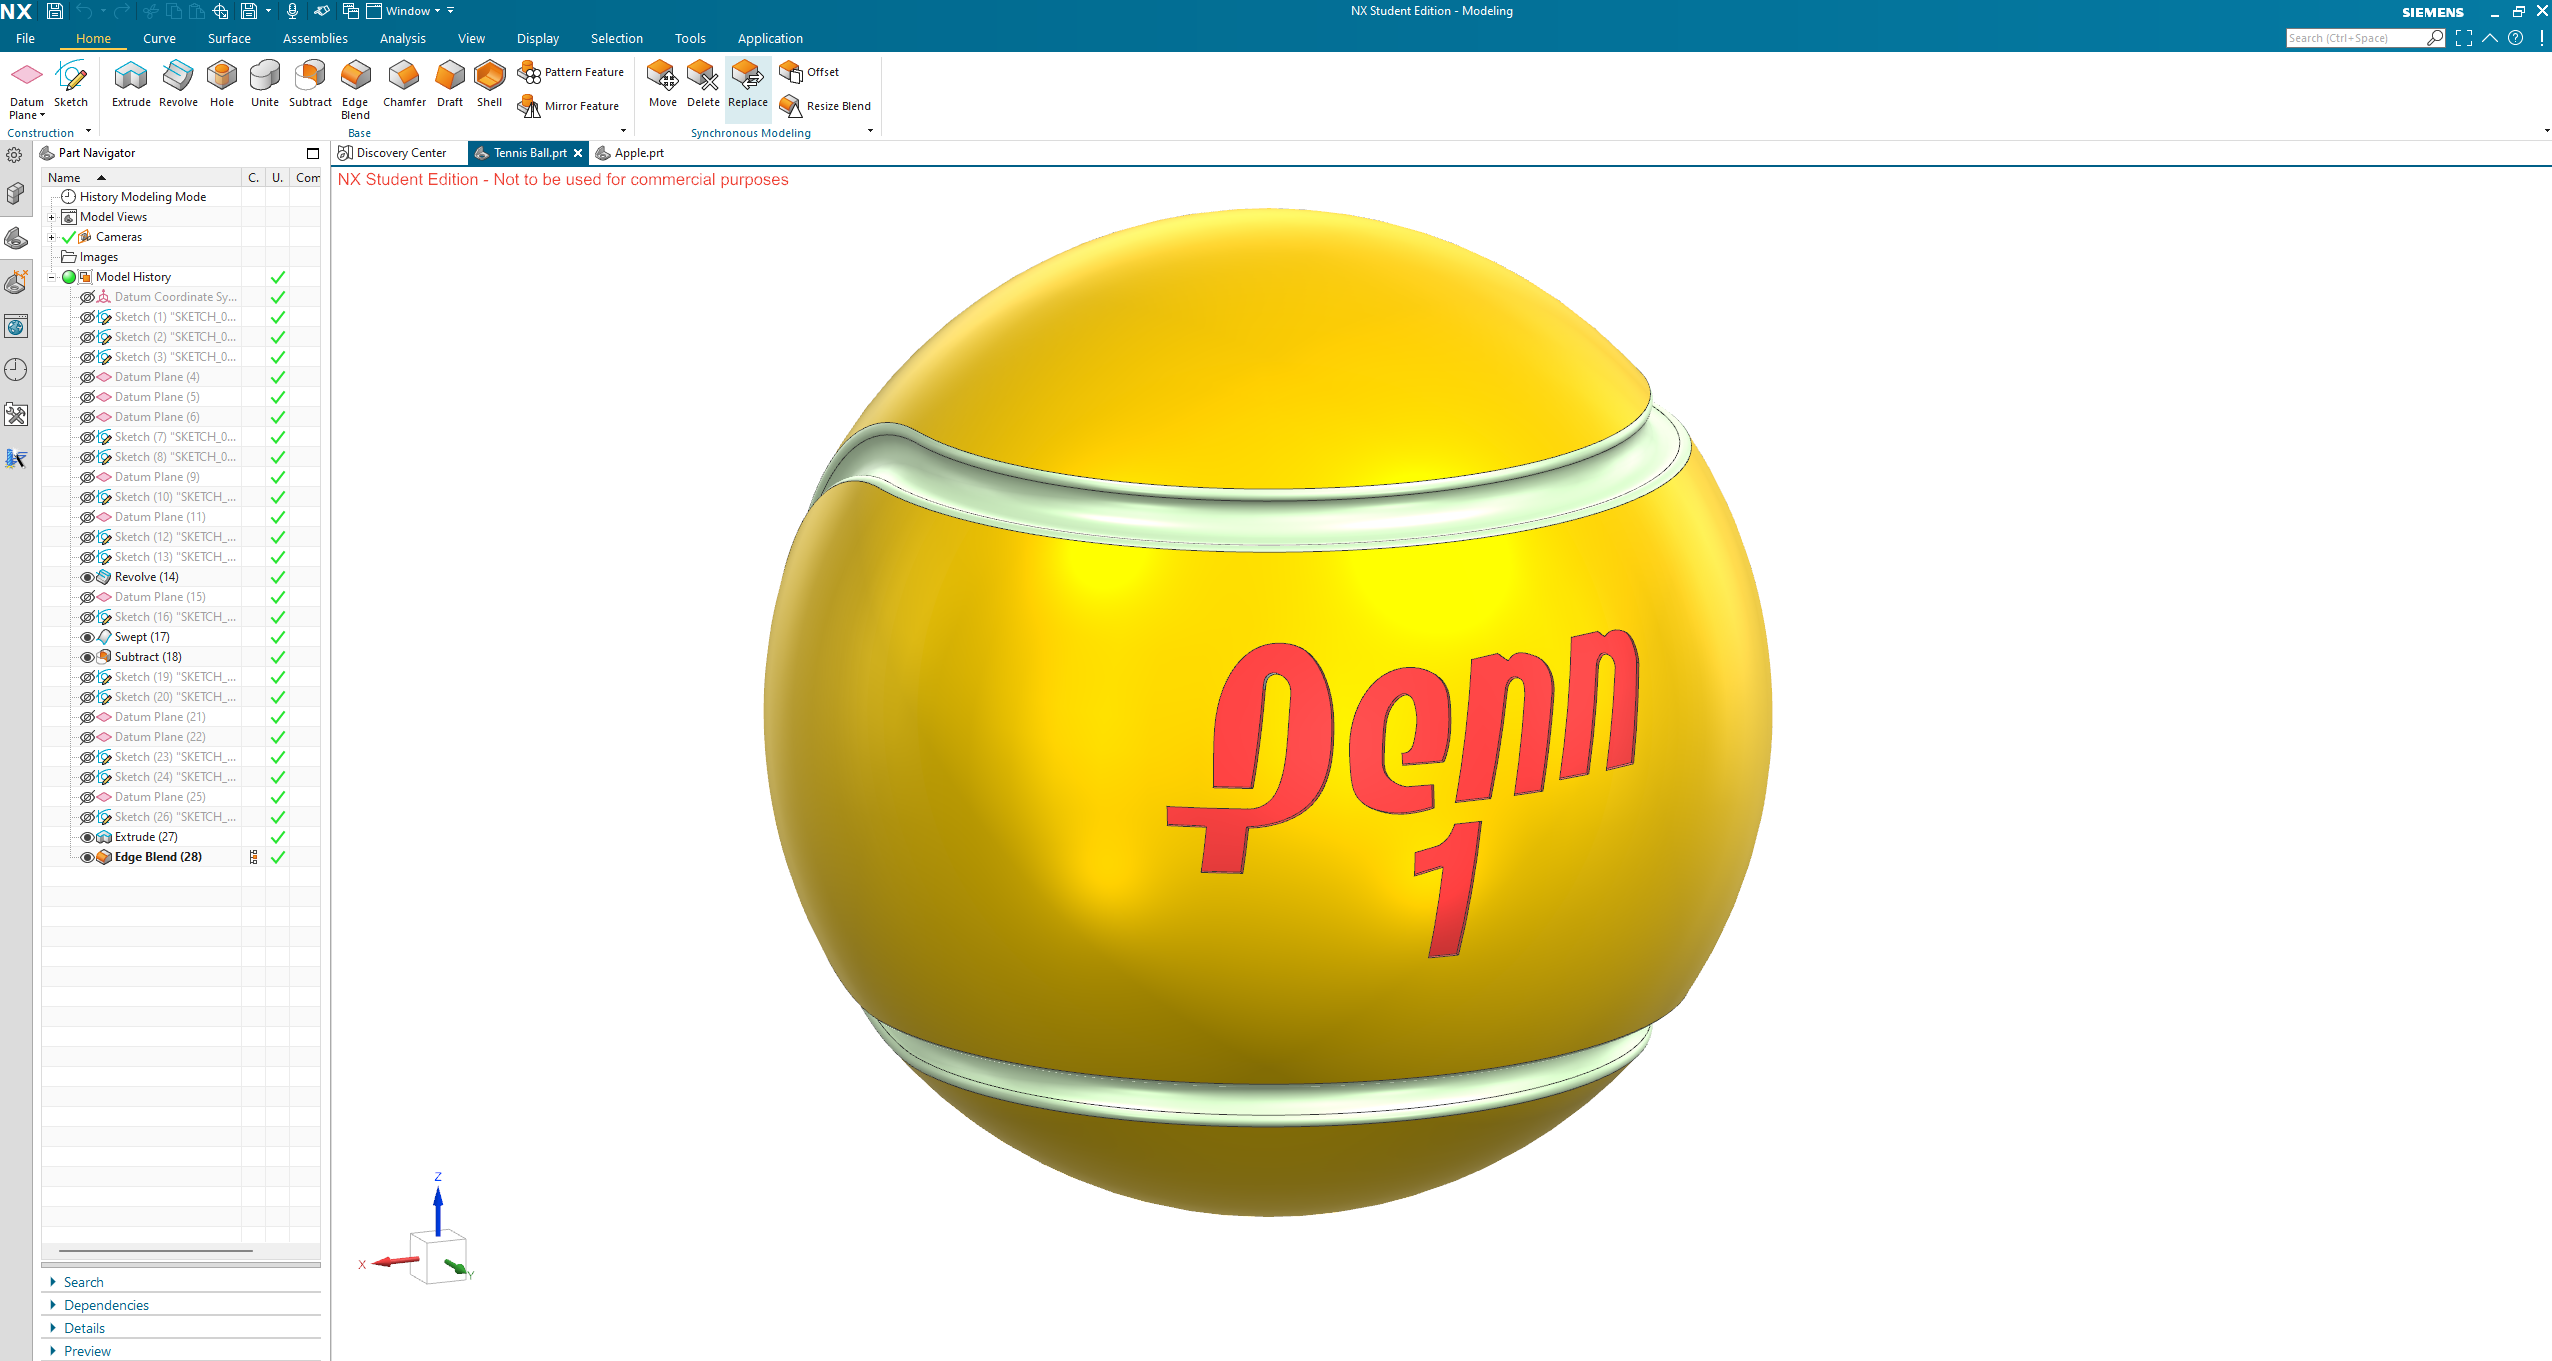 NX
Window
NX Student Edition - Modeling
SIEMENS
File Home Curve Surface Assemblies Analysis View Display Selection Tools Application
Search (Ctrl+Space)
Datum Plane
Sketch
Extrude
Revolve
Hole
Unite
Subtract
Edge Blend
Chamfer
Draft
Shell
Pattern Feature
Mirror Feature
Move
Delete
Replace
Offset
Resize Blend
Construction
Base
Synchronous Modeling
Part Navigator
Discovery Center
Tennis Ball.prt
Apple.prt
Name C. U. Com
NX Student Edition - Not to be used for commercial purposes
History Modeling Mode
Model Views
Cameras
Images
Model History
Datum Coordinate Sy...
Sketch (1) "SKETCH_0...
Sketch (2) "SKETCH_0...
Sketch (3) "SKETCH_0...
Datum Plane (4)
Datum Plane (5)
Datum Plane (6)
Sketch (7) "SKETCH_0...
Sketch (8) "SKETCH_0...
Datum Plane (9)
Sketch (10) "SKETCH_...
Datum Plane (11)
Sketch (12) "SKETCH_...
Sketch (13) "SKETCH_...
Revolve (14)
Datum Plane (15)
Sketch (16) "SKETCH_...
Swept (17)
Subtract (18)
Sketch (19) "SKETCH_...
Sketch (20) "SKETCH_...
Datum Plane (21)
Datum Plane (22)
Sketch (23) "SKETCH_...
Sketch (24) "SKETCH_...
Datum Plane (25)
Sketch (26) "SKETCH_...
Extrude (27)
Edge Blend (28)
Penn
1
Z
X
Y
Search
Dependencies
Details
Preview